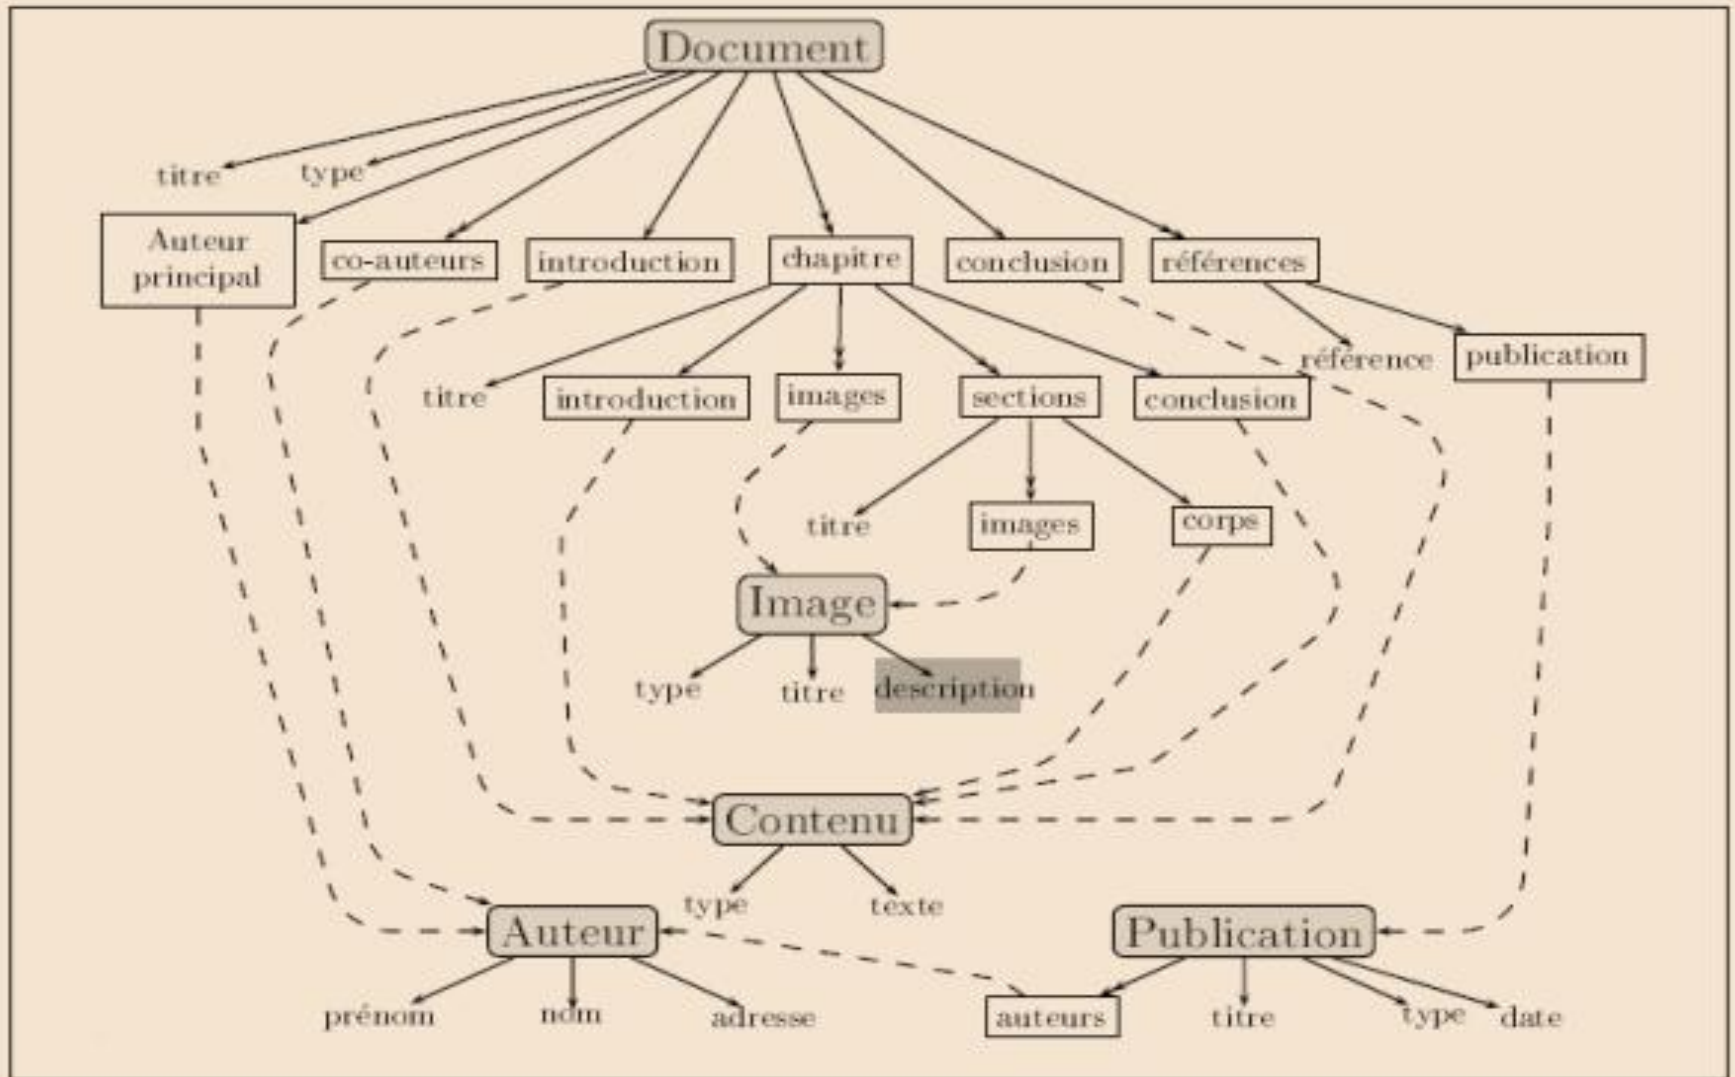 Document
titre
type
Auteur
principal
co-auteurs
introduction
chapitre
conclusion
références
référence
publication
titre
introduction
images
sections
conclusion
titre
images
corps
Image
type
titre
description
Contenu
type
texte
Auteur
Publication
prénom
nom
adresse
auteurs
titre
type
date